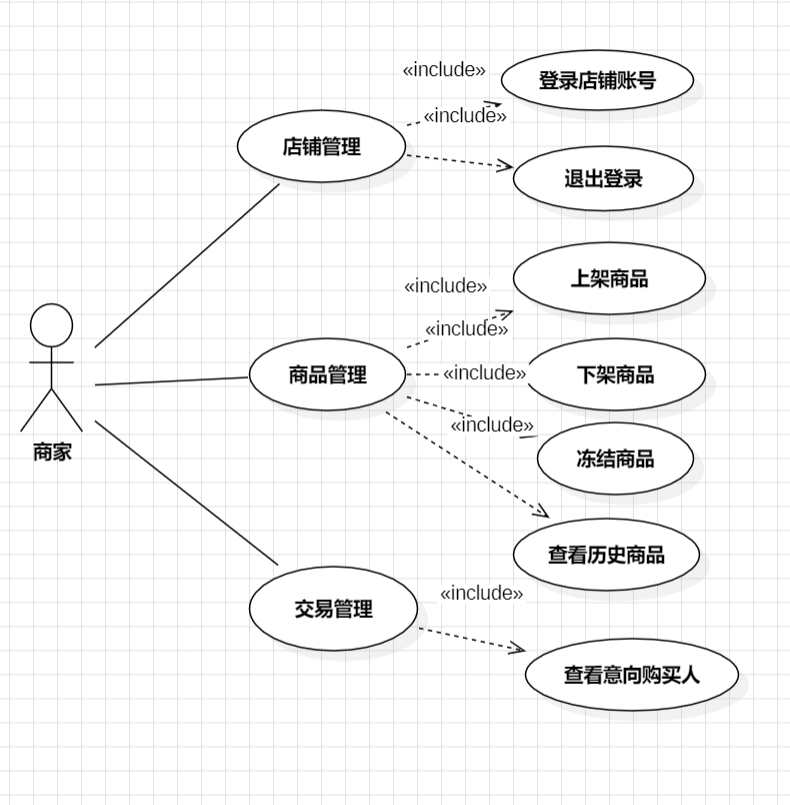 «include»
登录店铺账号
«include»
店铺管理
退出登录
«include»
上架商品
«include»
商品管理
«include»
下架商品
«include»
冻结商品
商家
查看历史商品
«include»
交易管理
查看意向购买人